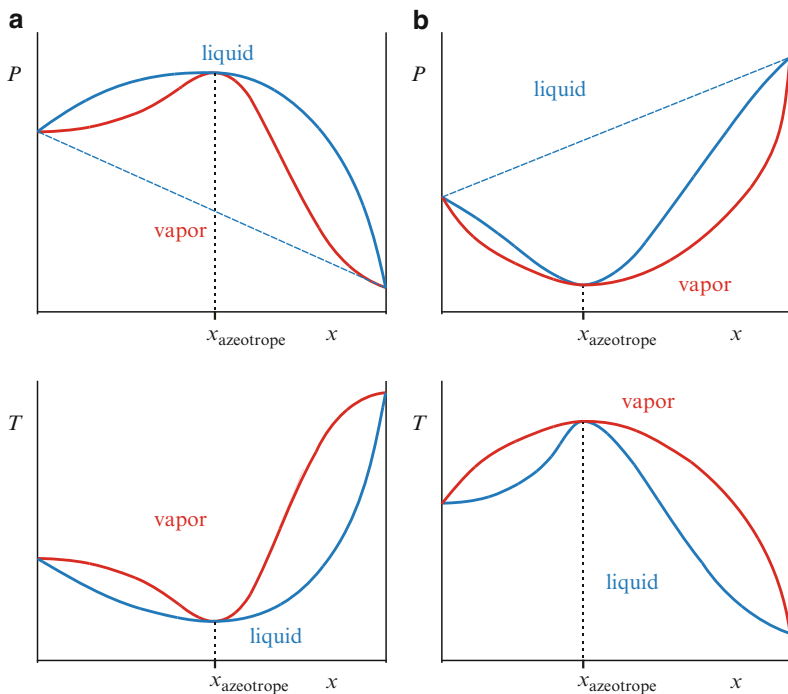 a
P
liquid
vapor
x_azeotrope
x
b
P
liquid
vapor
x_azeotrope
x
T
vapor
liquid
x_azeotrope
x
T
vapor
liquid
x_azeotrope
x